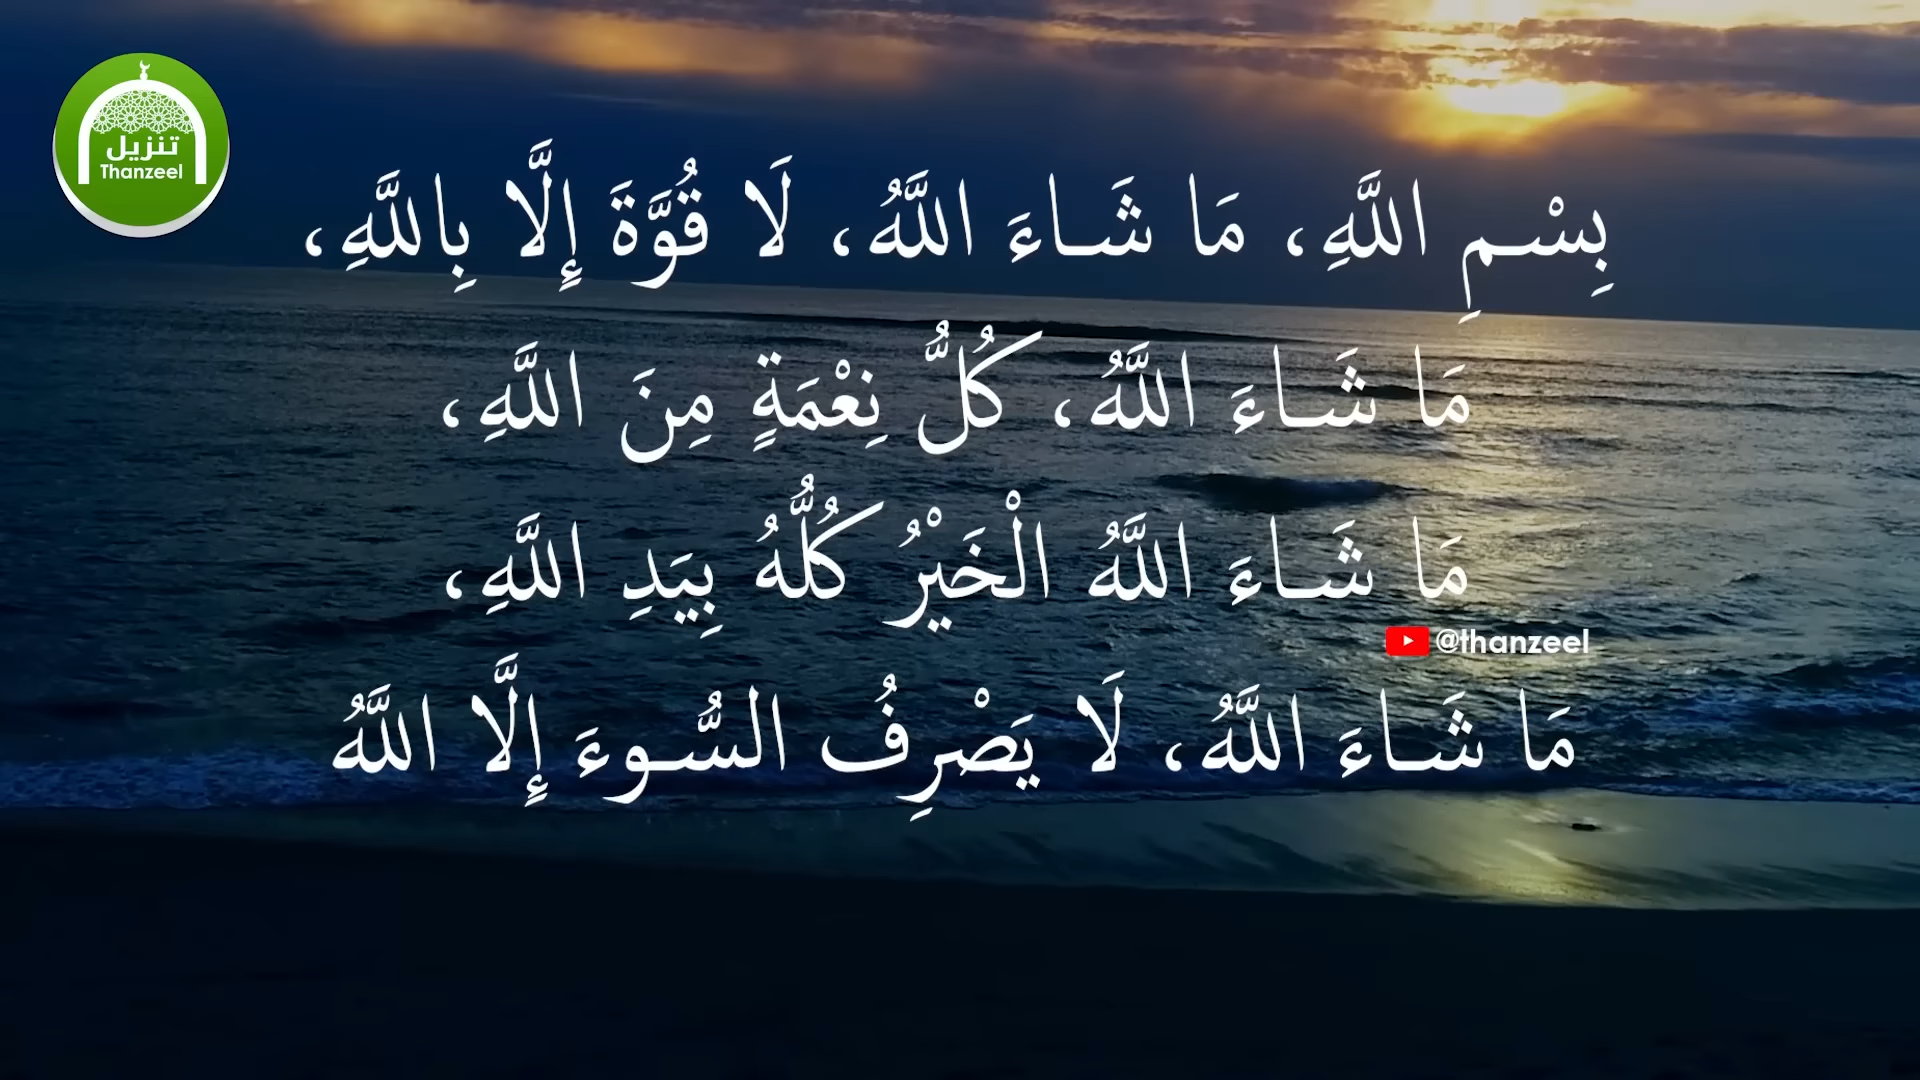 تنزيل
Thanzeel
بِسْمِ اللَّهِ، مَا شَاءَ اللَّهُ، لَا قُوَّةَ إِلَّا بِاللَّهِ،
مَا شَاءَ اللَّهُ، كُلُّ نِعْمَةٍ مِنَ اللَّهِ،
مَا شَاءَ اللَّهُ الْخَيْرُ كُلُّهُ بِيَدِ اللَّهِ،
@thanzeel
مَا شَاءَ اللَّهُ، لَا يَصْرِفُ السُّوءَ إِلَّا اللَّهُ